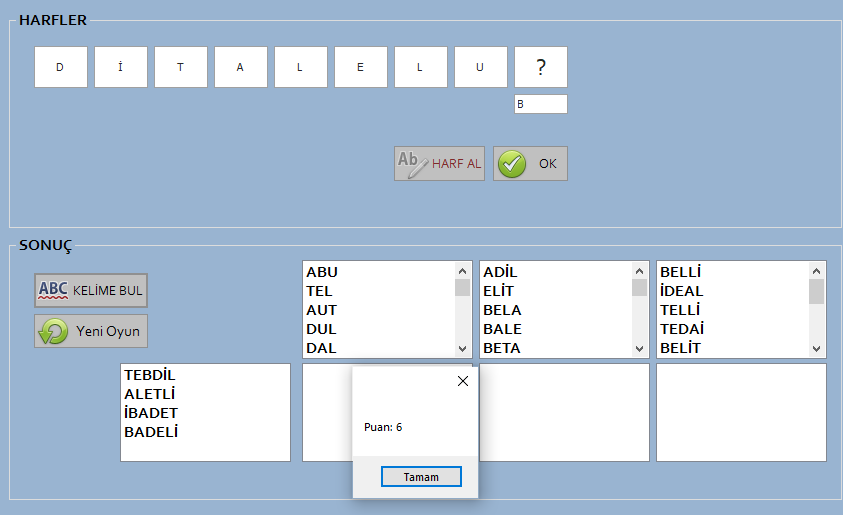 HARFLER
D İ T A L E L U ?
B
Ab HARF AL OK
SONUÇ
ABC KELİME BUL
Yeni Oyun
ABU
TEL
AUT
DUL
DAL
ADİL
ELİT
BELA
BALE
BETA
BELLİ
İDEAL
TELLİ
TEDAİ
BELİT
TEBDİL
ALETLİ
İBADET
BADELİ
Puan: 6
Tamam